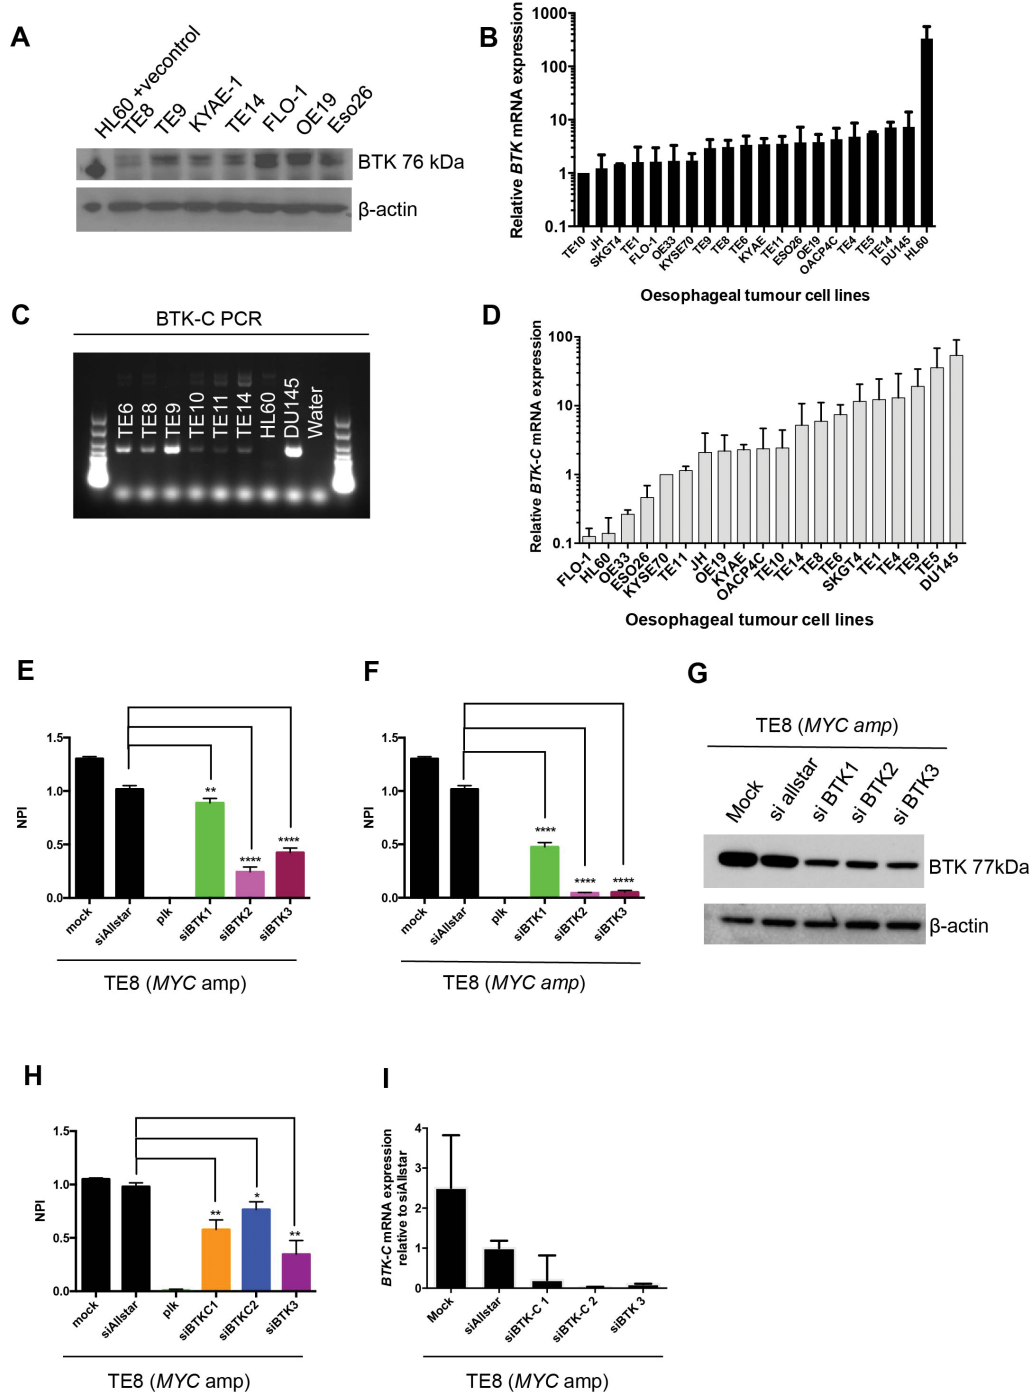 A
HL60 +vecontrol
TE8
TE9
KYAE-1
TE14
FLO-1
OE19
Eso26
BTK 76 kDa
β-actin
B
Relative BTK mRNA expression
1000
100
10
1
0.1
TE10
JH
SKGT4
TE1
FLO-1
OE33
KYSE70
TE9
TE8
TE6
KYAE
TE11
ESO26
OE19
OACP4C
TE4
TE5
TE14
DU145
HL60
Oesophageal tumour cell lines
C
BTK-C PCR
TE6
TE8
TE9
TE10
TE11
TE14
HL60
DU145
Water
D
Relative BTK-C mRNA expression
100
10
1
0.1
FLO-1
HL60
OE33
ESO26
KYSE70
TE11
JH
OE19
KYAE
OACP4C
TE10
TE14
TE8
TE6
SKGT4
TE1
TE4
TE9
TE5
DU145
Oesophageal tumour cell lines
E
NPI
1.5
1.0
0.5
0.0
**
****
****
mock
siAllstar
plk
siBTK1
siBTK2
siBTK3
TE8 (MYC amp)
F
NPI
1.5
1.0
0.5
0.0
****
****
****
mock
siAllstar
plk
siBTK1
siBTK2
siBTK3
TE8 (MYC amp)
G
TE8 (MYC amp)
Mock
si allstar
si BTK1
si BTK2
si BTK3
BTK 77kDa
β-actin
H
NPI
1.5
1.0
0.5
0.0
**
*
**
mock
siAllstar
plk
siBTKC1
siBTKC2
siBTK3
TE8 (MYC amp)
I
BTK-C mRNA expression
relative to siAllstar
4
3
2
1
0
Mock
siAllstar
siBTK-C 1
siBTK-C 2
siBTK 3
TE8 (MYC amp)